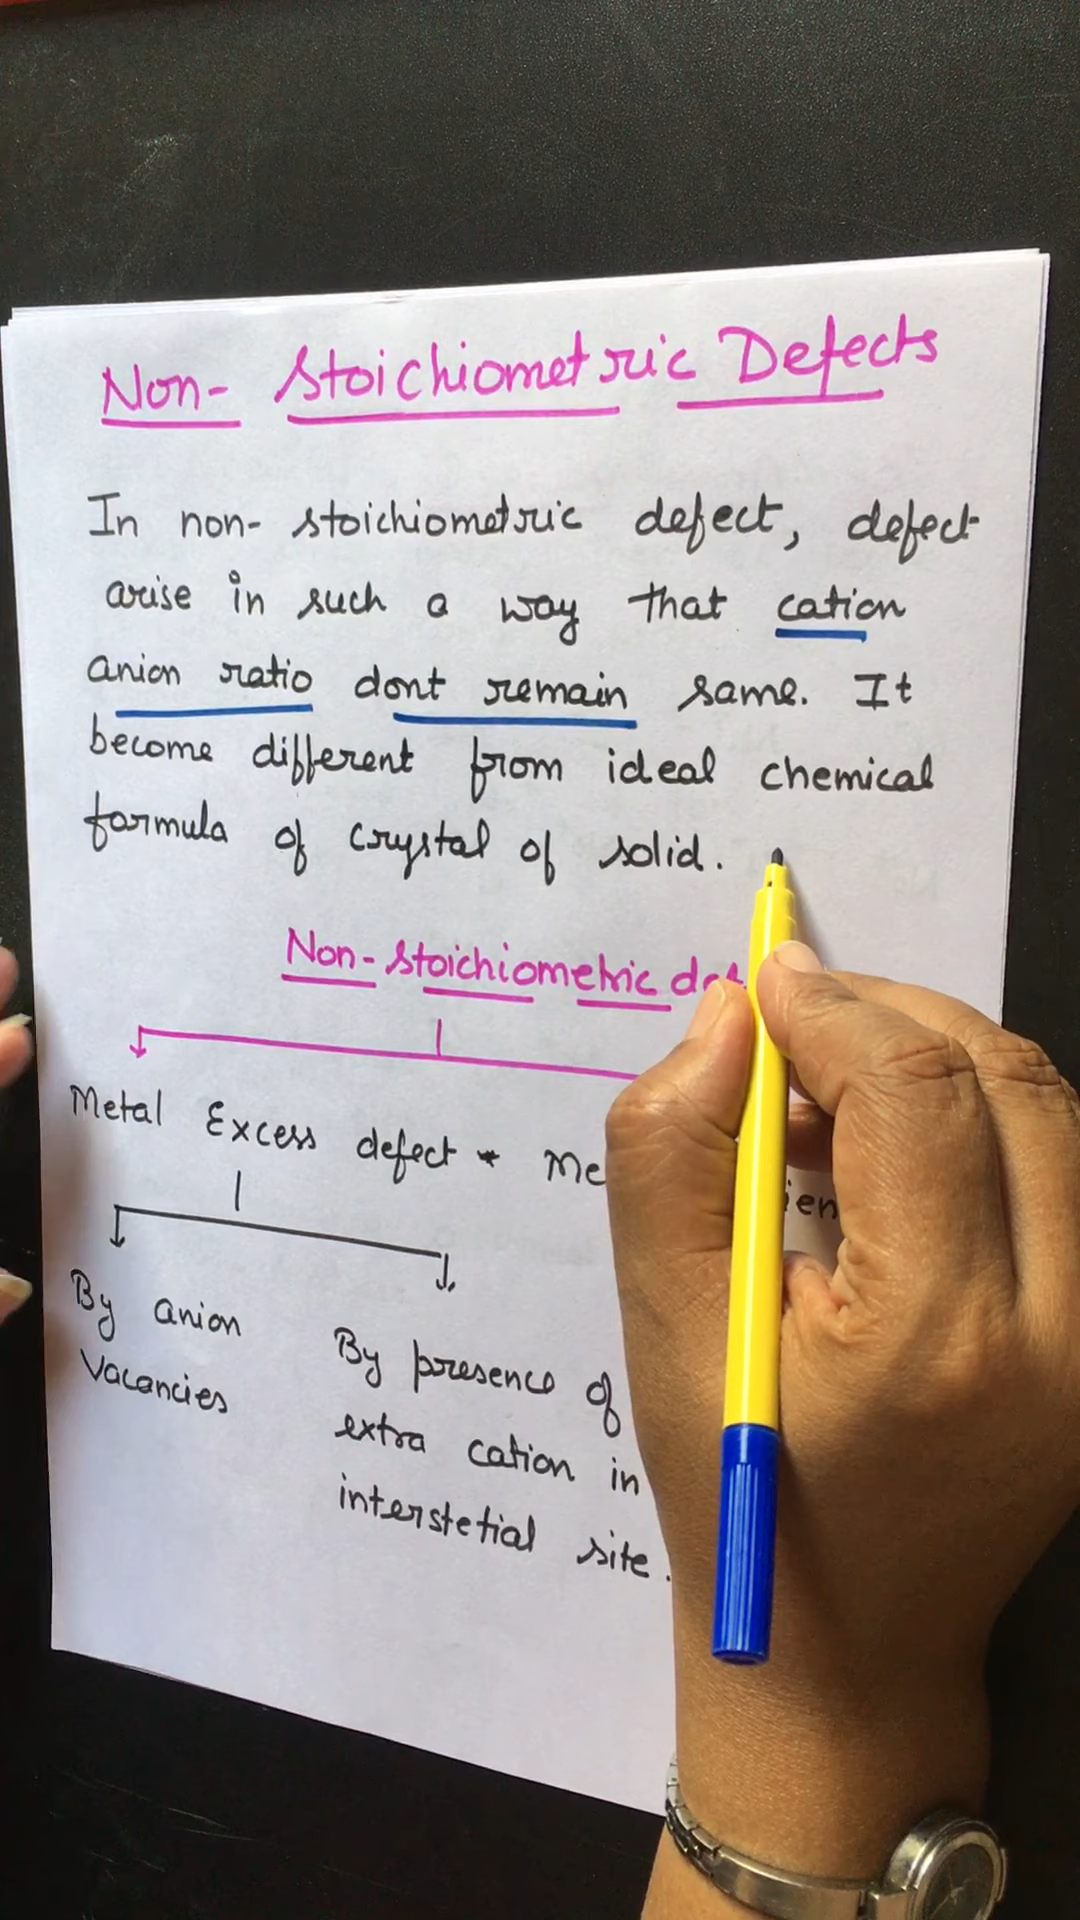 Non- Stoichiometric Defects
In non- stoichiometric defect, defect
arise in such a way that cation
anion ratio dont remain same. It
become different from ideal chemical
formula of crystal of solid.
Non-Stoichiometric
Metal Excess defect
By anion
vacancies
By presence of
extra cation in
interstetial site.